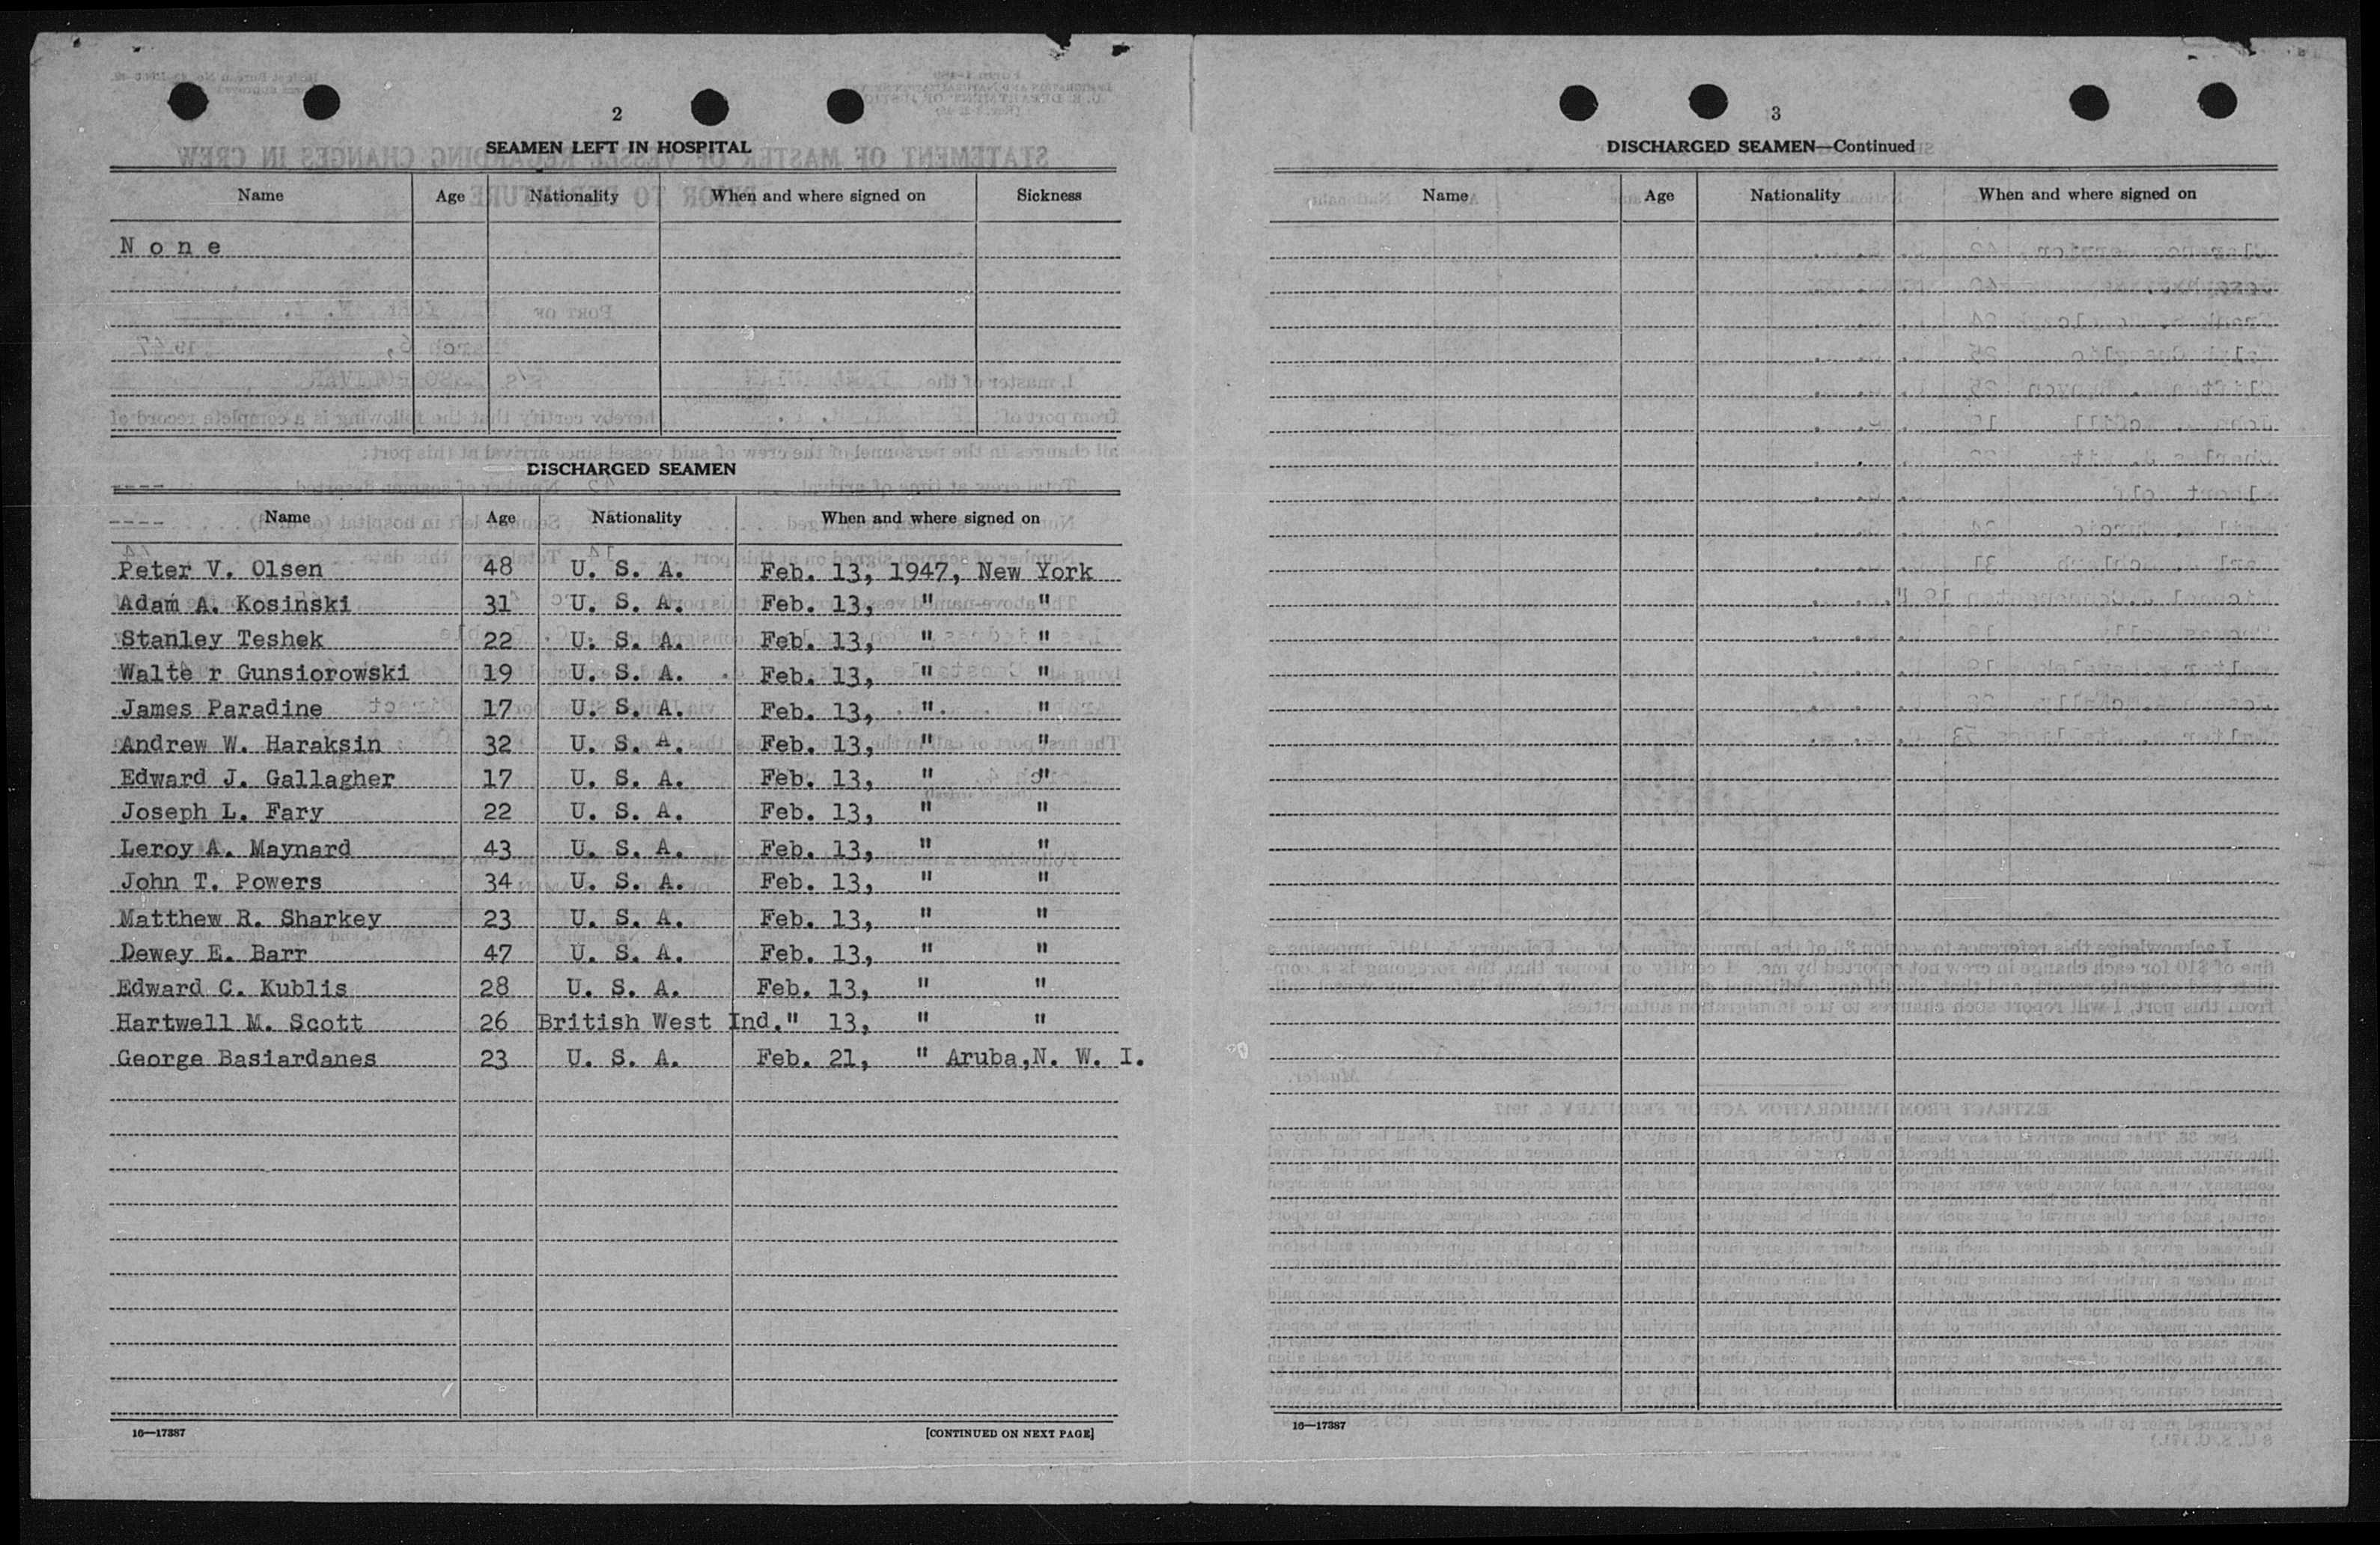 2
SEAMEN LEFT IN HOSPITAL
Name Age Nationality When and where signed on Sickness
None
DISCHARGED SEAMEN
Name Age Nationality When and where signed on
Peter V. Olsen 48 U. S. A. Feb. 13, 1947, New York
Adam A. Kosinski 31 U. S. A. Feb. 13, " "
Stanley Teshek 22 U. S. A. Feb. 13, " "
Walte r Gunsiorowski 19 U. S. A. Feb. 13, " "
James Paradine 17 U. S. A. Feb. 13, " "
Andrew W. Haraksin 32 U. S. A. Feb. 13, " "
Edward J. Gallagher 17 U. S. A. Feb. 13, " "
Joseph L. Fary 22 U. S. A. Feb. 13, " "
Leroy A. Maynard 43 U. S. A. Feb. 13, " "
John T. Powers 34 U. S. A. Feb. 13, " "
Matthew R. Sharkey 23 U. S. A. Feb. 13, " "
Dewey E. Barr 47 U. S. A. Feb. 13, " "
Edward C. Kublis 28 U. S. A. Feb. 13, " "
Hartwell M. Scott 26 British West Ind." 13, " "
George Basiardanes 23 U. S. A. Feb. 21, " Aruba,N. W. I.
16—17387 [CONTINUED ON NEXT PAGE]
3
DISCHARGED SEAMEN—Continued
Name Age Nationality When and where signed on
16—17387